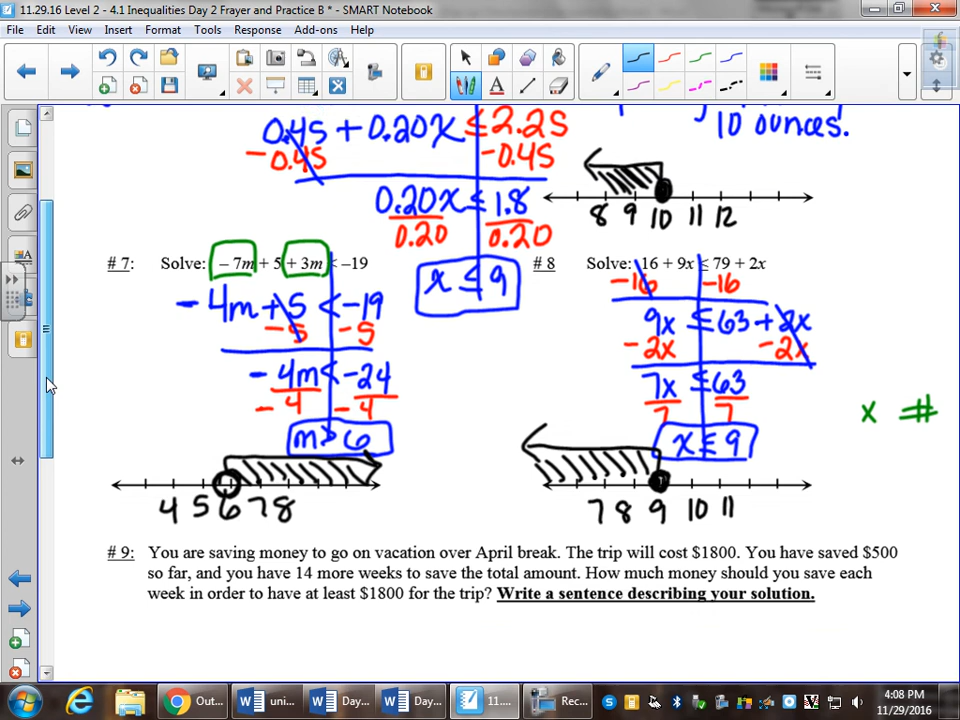 11.29.16 Level 2 - 4.1 Inequalities Day 2 Frayer and Practice B * - SMART Notebook
File Edit View Insert Format Tools Response Add-ons Help
0.45 + 0.20x ≤ 2.25
-0.45 -0.45
0.20x ≤ 1.8
0.20 0.20
x ≤ 9
10 ounces.
8 9 10 11 12
# 7: Solve: – 7m + 5 + 3m < –19
- 4m + 5 < -19
- 5 - 5
- 4m < -24
- 4 - 4
m > 6
4 5 6 7 8
# 8 Solve: 16 + 9x ≤ 79 + 2x
-16 -16
9x ≤ 63 + 2x
- 2x - 2x
7x ≤ 63
7 7
x ≤ 9
7 8 9 10 11
x #
# 9: You are saving money to go on vacation over April break. The trip will cost $1800. You have saved $500
so far, and you have 14 more weeks to save the total amount. How much money should you save each
week in order to have at least $1800 for the trip? Write a sentence describing your solution.
Out... uni... Day... Day... 11.... Rec...
4:08 PM
11/29/2016